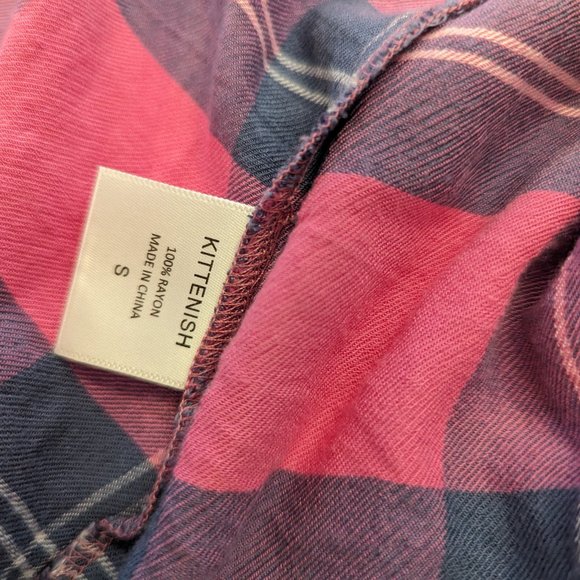 KITTENISH
100% RAYON
MADE IN CHINA
S